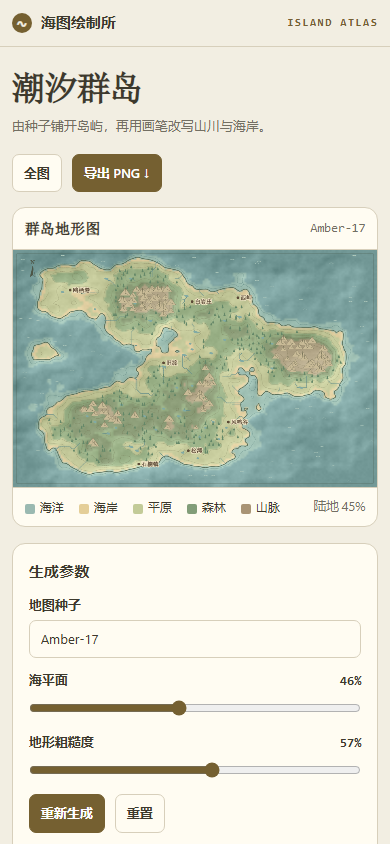 海图绘制所
ISLAND ATLAS
潮汐群岛
由种子铺开岛屿，再用画笔改写山川与海岸。
全图
导出 PNG ↓
群岛地形图
Amber-17
海洋
海岸
平原
森林
山脉
陆地 45%
生成参数
地图种子
Amber-17
海平面
46%
地形粗糙度
57%
重新生成
重置